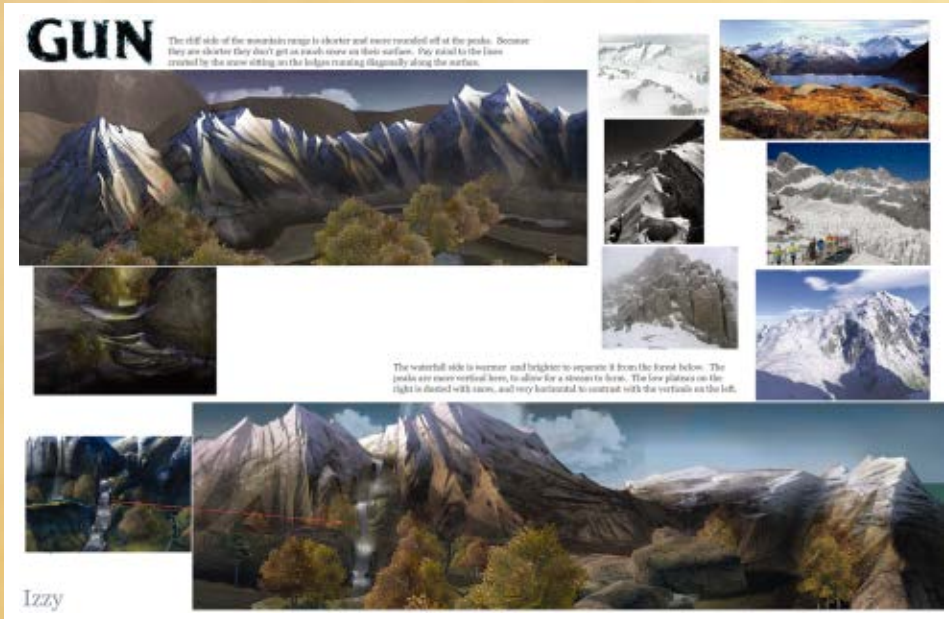 GUN
The cliff side of the mountain range is shorter and more rounded off at the peaks. Because
they are shorter they don't get as much snow on their surface. Pay mind to the lines
created by the snow sitting on the ledges running diagonally along the surface.
The waterfall side is warmer and brighter to separate it from the forest below. The
peaks are more vertical here, to allow for a stream to form. The low plateau on the
right is dusted with snow, and very horizontal to contrast with the verticals on the left.
Izzy